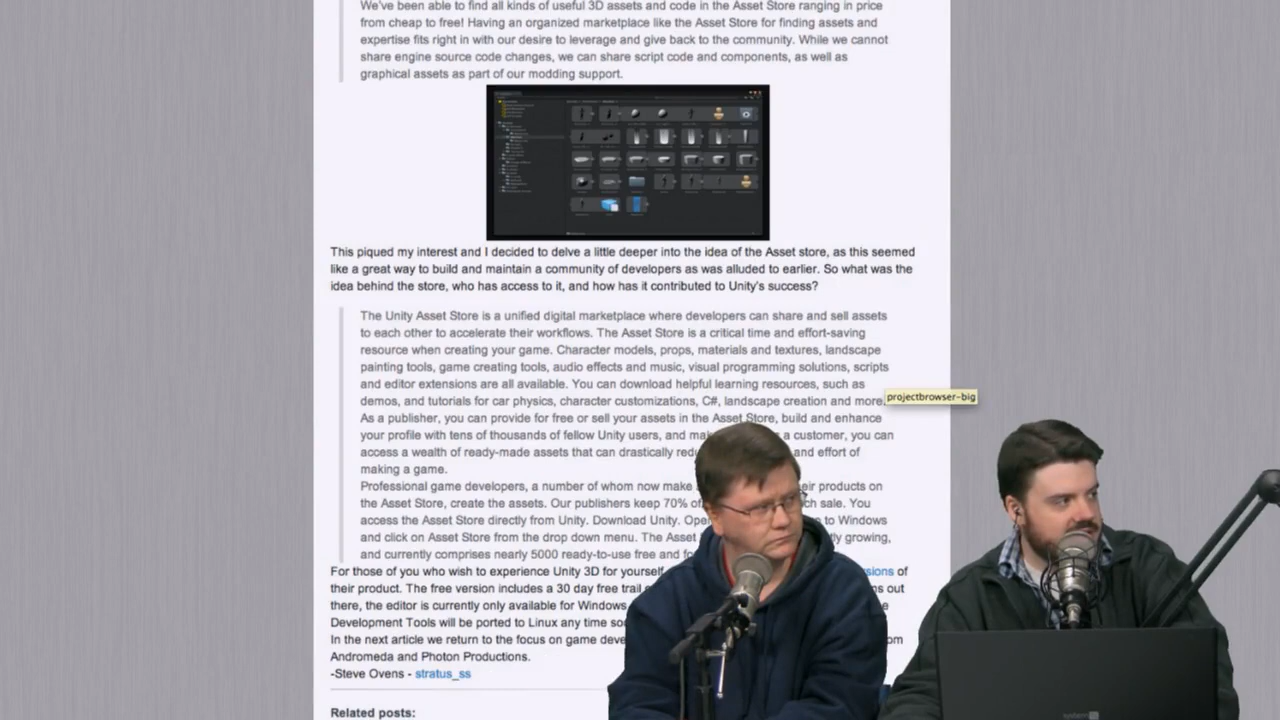 We've been able to find all kinds of useful 3D assets and code in the Asset Store ranging in price
from cheap to free! Having an organized marketplace like the Asset Store for finding assets and
expertise fits right in with our desire to leverage and give back to the community. While we cannot
share engine source code changes, we can share script code and components, as well as
graphical assets as part of our modding support.
This piqued my interest and I decided to delve a little deeper into the idea of the Asset store, as this seemed
like a great way to build and maintain a community of developers as was alluded to earlier. So what was the
idea behind the store, who has access to it, and how has it contributed to Unity's success?
The Unity Asset Store is a unified digital marketplace where developers can share and sell assets
to each other to accelerate their workflows. The Asset Store is a critical time and effort-saving
resource when creating your game. Character models, props, materials and textures, landscape
painting tools, game creating tools, audio effects and music, visual programming solutions, scripts
and editor extensions are all available. You can download helpful learning resources, such as
demos, and tutorials for car physics, character customizations, C#, landscape creation and more.
projectbrowser-big
As a publisher, you can provide for free or sell your assets in the Asset Store, build and enhance
your profile with tens of thousands of fellow Unity users, and a customer, you can
access a wealth of ready-made assets that can drastically and effort of
making a game.
Professional game developers, a number of whom now make products on
the Asset Store, create the assets. Our publishers keep 70% sale. You
access the Asset Store directly from Unity. Download Unity. to Windows
and click on Asset Store from the drop down menu. The growing,
and currently comprises nearly 5000 ready-to-use free and
For those of you who wish to experience Unity 3D for yourself of
their product. The free version includes a 30 day free trail out
there, the editor is currently only available for Windows
Development Tools will be ported to Linux any time
In the next article we return to the focus on game
Andromeda and Photon Productions.
-Steve Ovens - stratus_ss
Related posts: